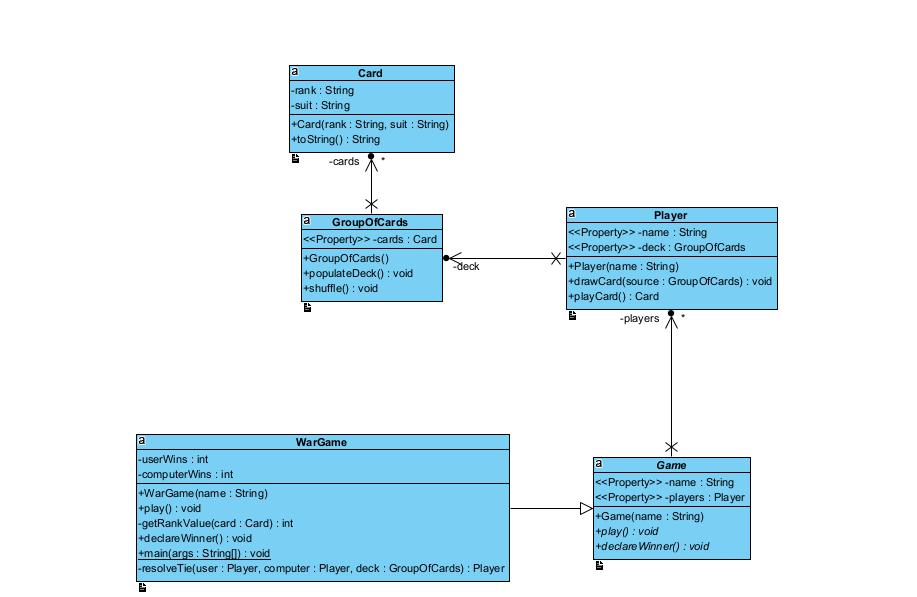 a
Card
-rank : String
-suit : String
+Card(rank : String, suit : String)
+toString() : String
-cards *
a
GroupOfCards
<<Property>> -cards : Card
+GroupOfCards()
+populateDeck() : void
+shuffle() : void
-deck
a
Player
<<Property>> -name : String
<<Property>> -deck : GroupOfCards
+Player(name : String)
+drawCard(source : GroupOfCards) : void
+playCard() : Card
-players *
a
WarGame
-userWins : int
-computerWins : int
+WarGame(name : String)
+play() : void
-getRankValue(card : Card) : int
+declareWinner() : void
+main(args : String[]) : void
-resolveTie(user : Player, computer : Player, deck : GroupOfCards) : Player
a
Game
<<Property>> -name : String
<<Property>> -players : Player
+Game(name : String)
+play() : void
+declareWinner() : void